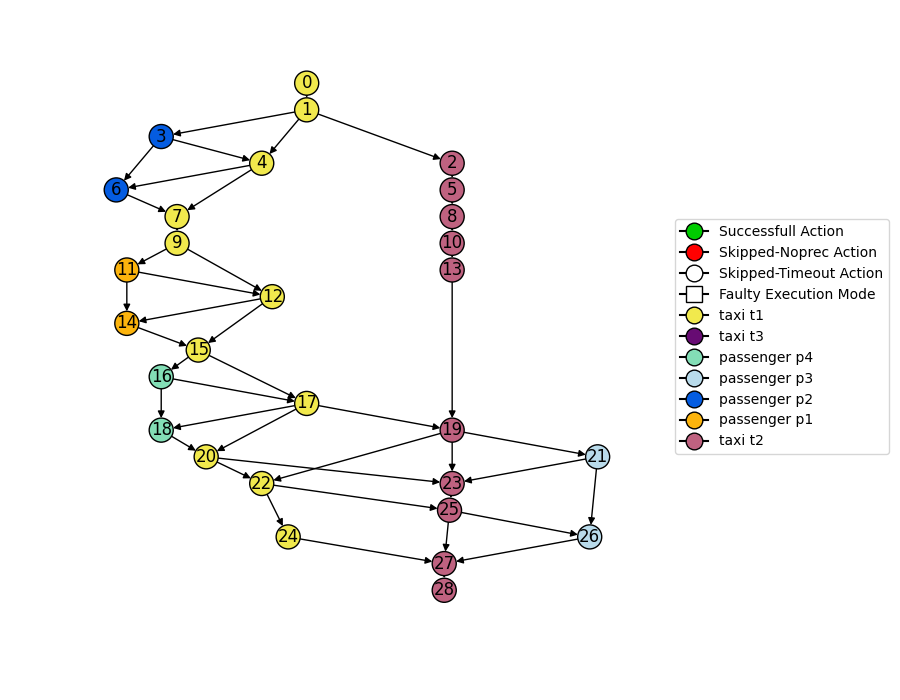 0
1
3
4
2
6
5
7
8
9
10
11
13
12
14
15
16
17
18
19
20
21
22
23
25
24
26
27
28
Successfull Action
Skipped-Noprec Action
Skipped-Timeout Action
Faulty Execution Mode
taxi t1
taxi t3
passenger p4
passenger p3
passenger p2
passenger p1
taxi t2